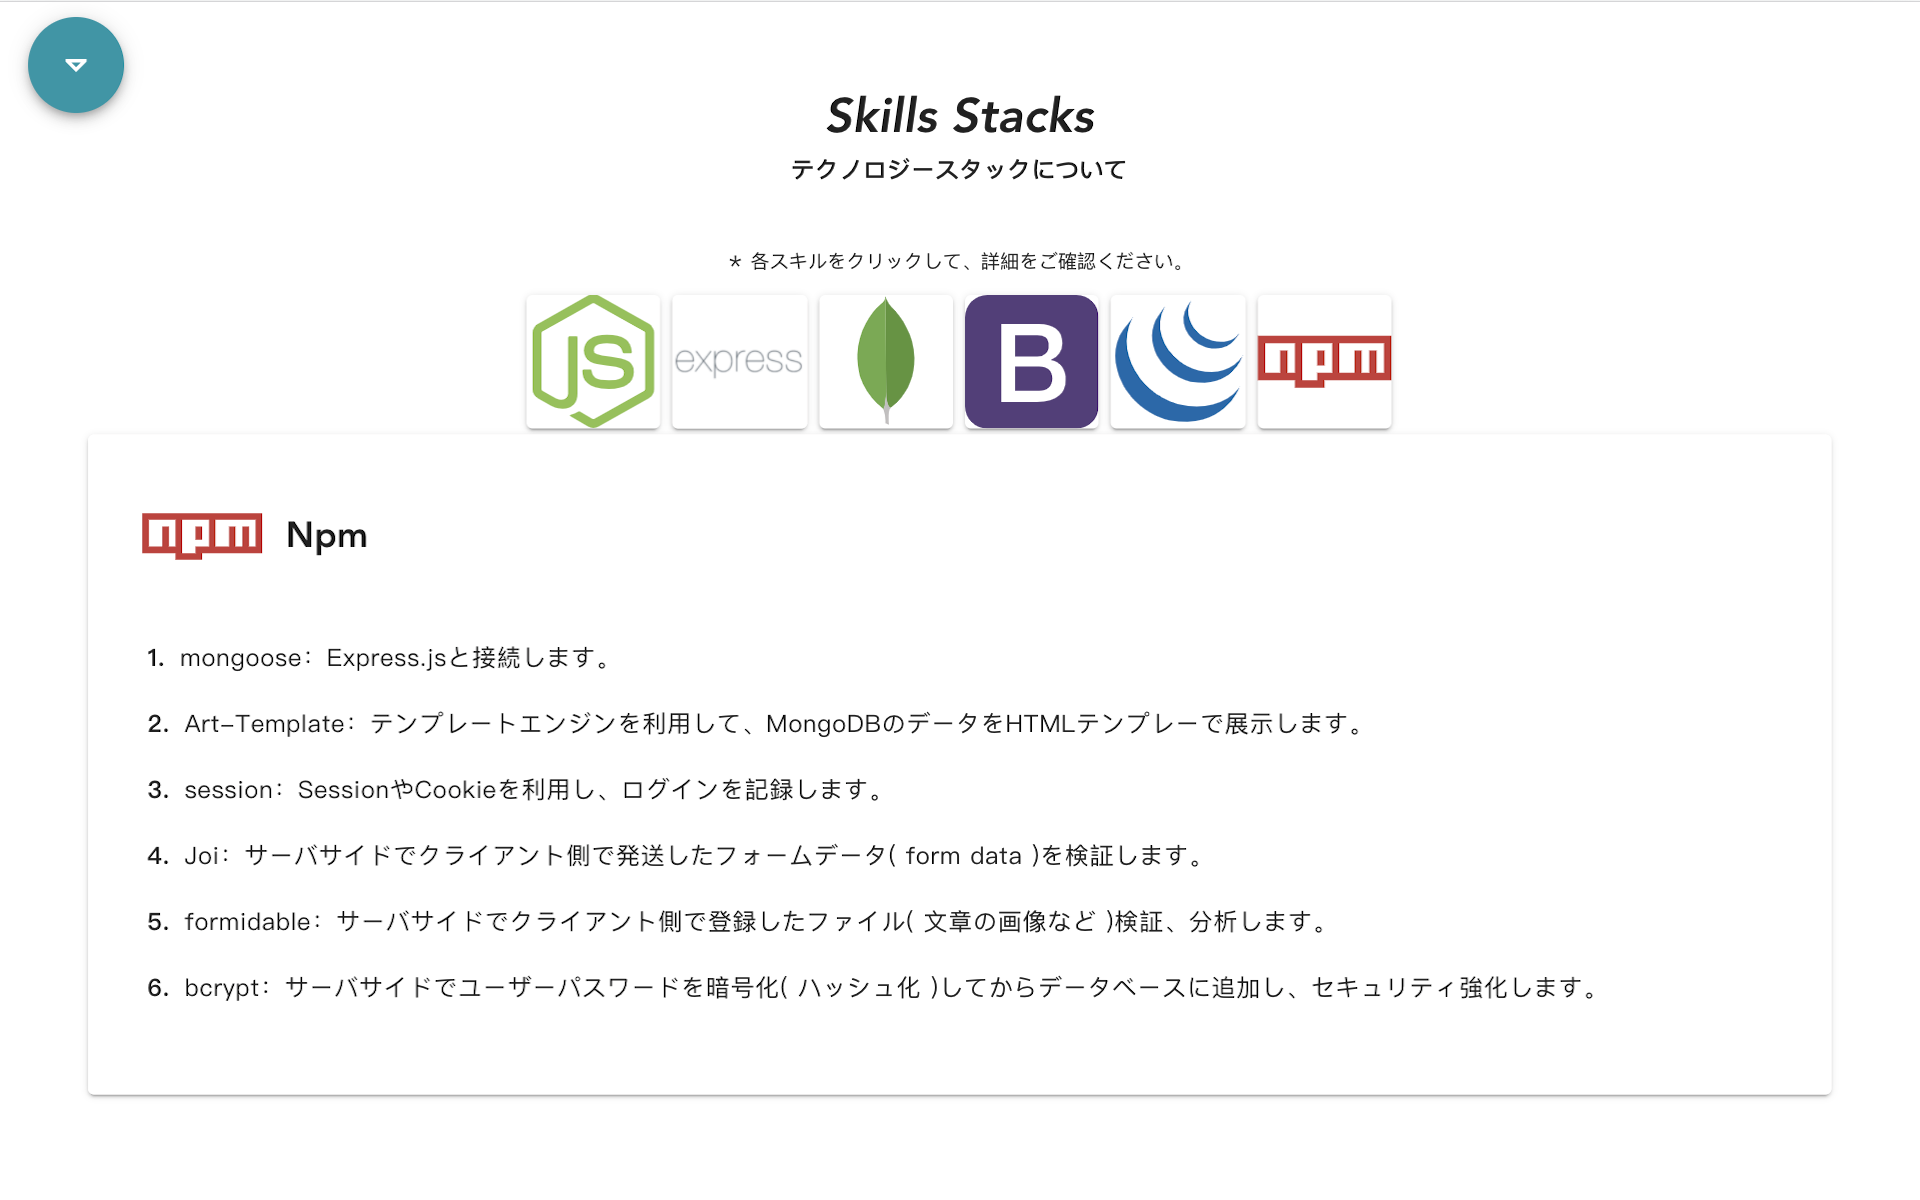 Skills Stacks
テクノロジースタックについて
* 各スキルをクリックして、詳細をご確認ください。
JS express B npm
npm Npm
1. mongoose：Express.jsと接続します。
2. Art-Template：テンプレートエンジンを利用して、MongoDBのデータをHTMLテンプレーで展示します。
3. session：SessionやCookieを利用し、ログインを記録します。
4. Joi：サーバサイドでクライアント側で発送したフォームデータ( form data )を検証します。
5. formidable：サーバサイドでクライアント側で登録したファイル( 文章の画像など )検証、分析します。
6. bcrypt：サーバサイドでユーザーパスワードを暗号化( ハッシュ化 )してからデータベースに追加し、セキュリティ強化します。